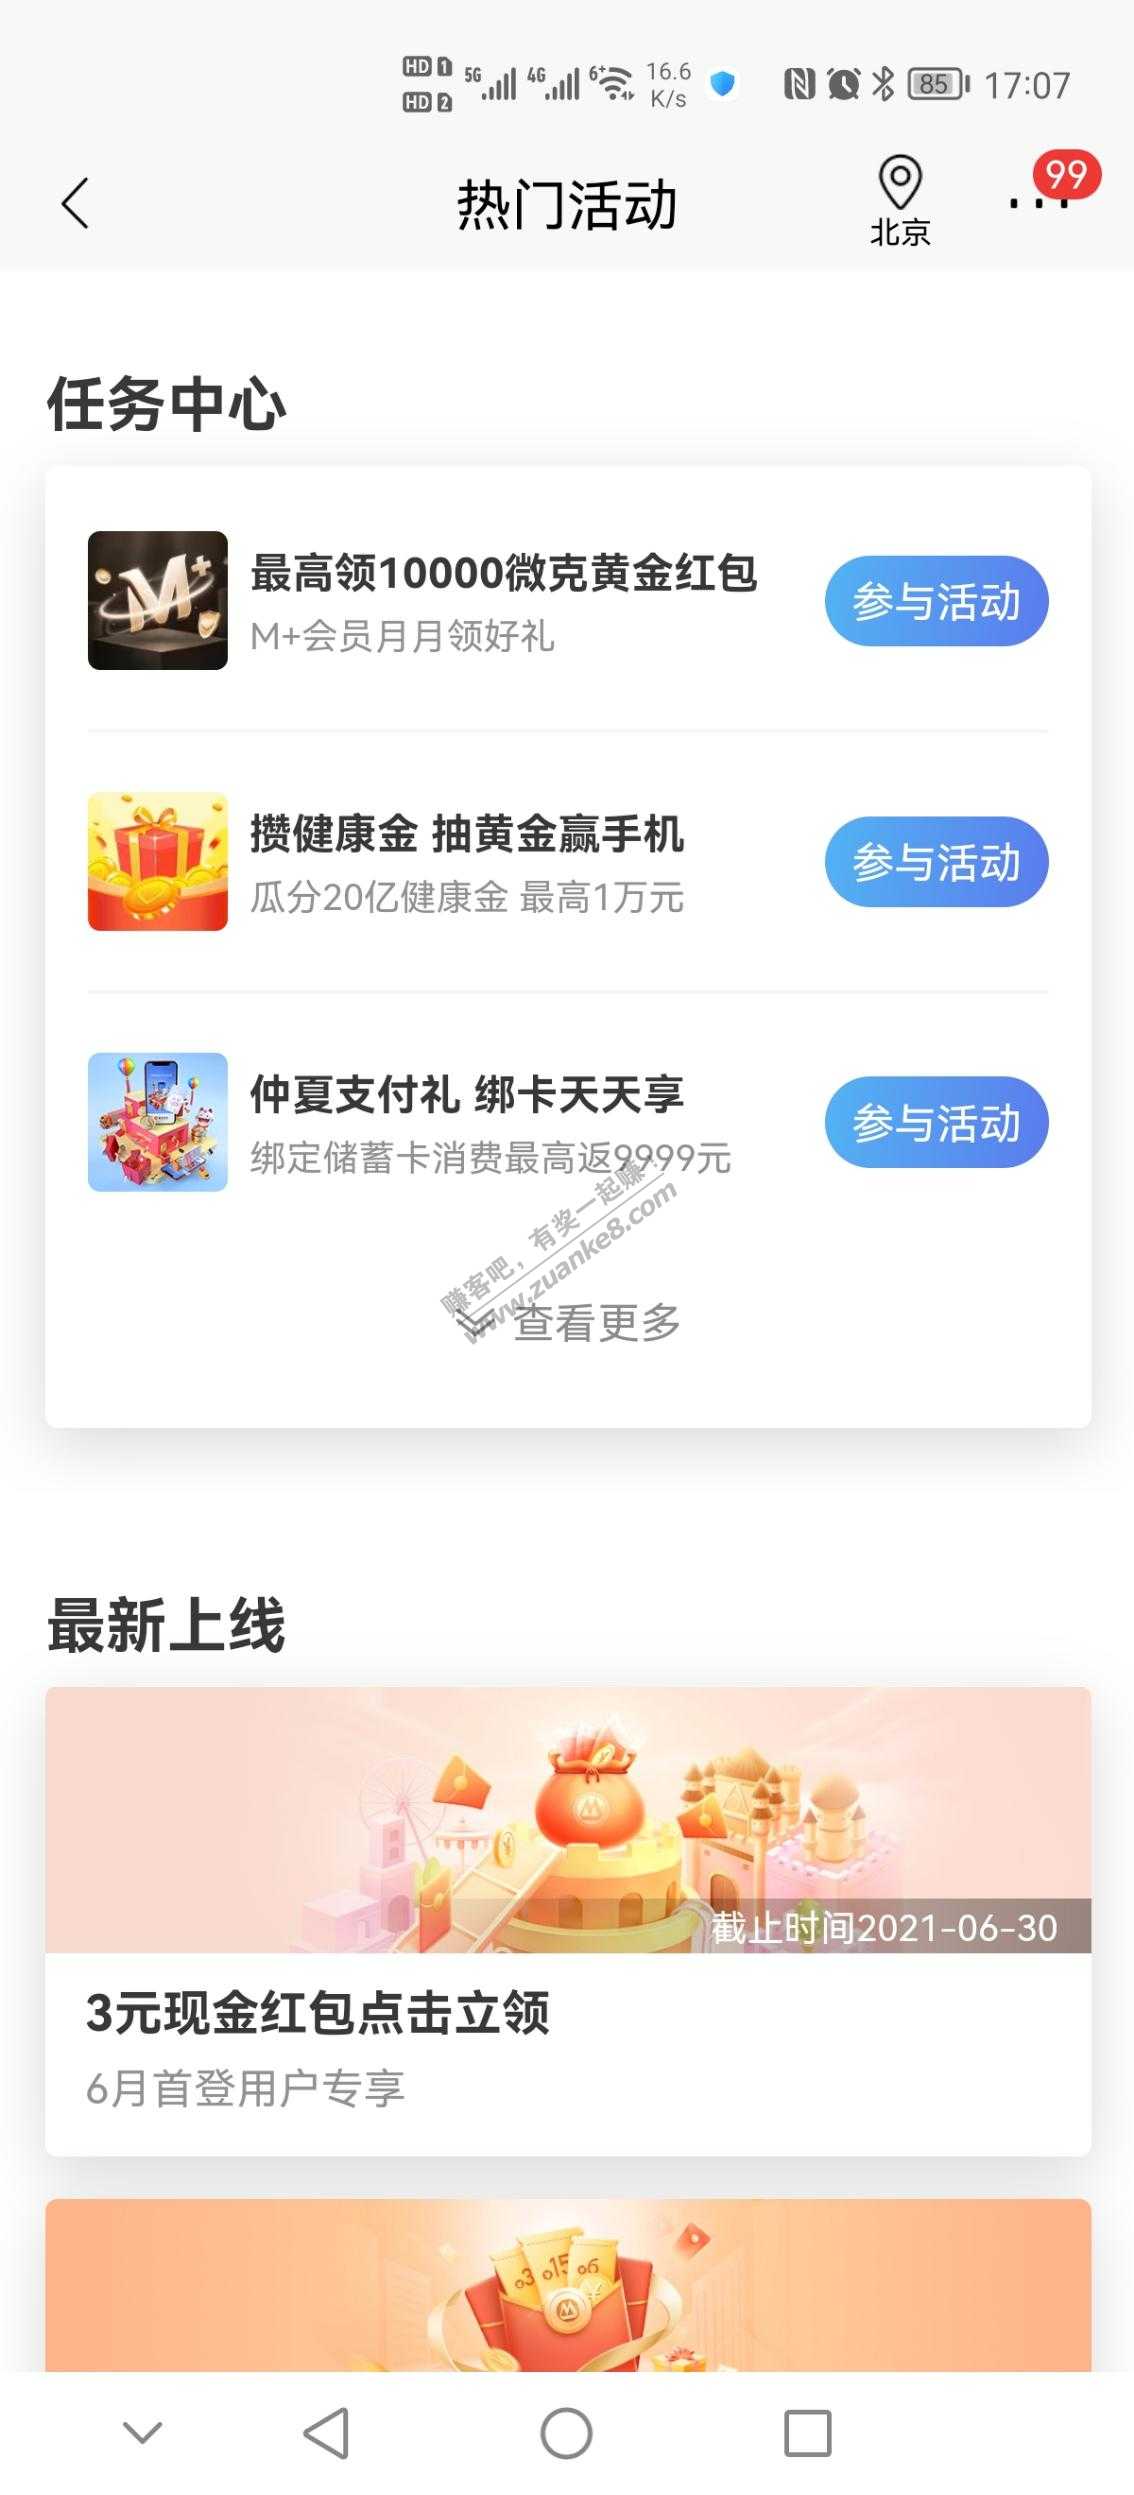 HD 1 5G 4G 6+ 16.6 85 17:07
HD 2 K/s
热门活动
北京
99
任务中心
最高领10000微克黄金红包
M+会员月月领好礼
参与活动
攒健康金 抽黄金赢手机
瓜分20亿健康金 最高1万元
参与活动
仲夏支付礼 绑卡天天享
绑定储蓄卡消费最高返9999元
参与活动
赚客吧，有奖一起赚！
www.zuanke8.com
查看更多
最新上线
截止时间2021-06-30
3元现金红包点击立领
6月首登用户专享